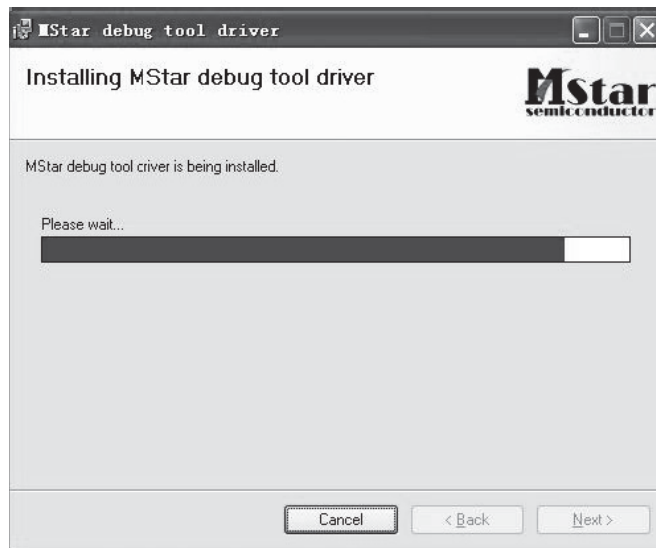 MStar debug tool driver
Installing MStar debug tool driver
MStar
semiconductor
MStar debug tool criver is being installed.
Please wait...
Cancel
< Back
Next >